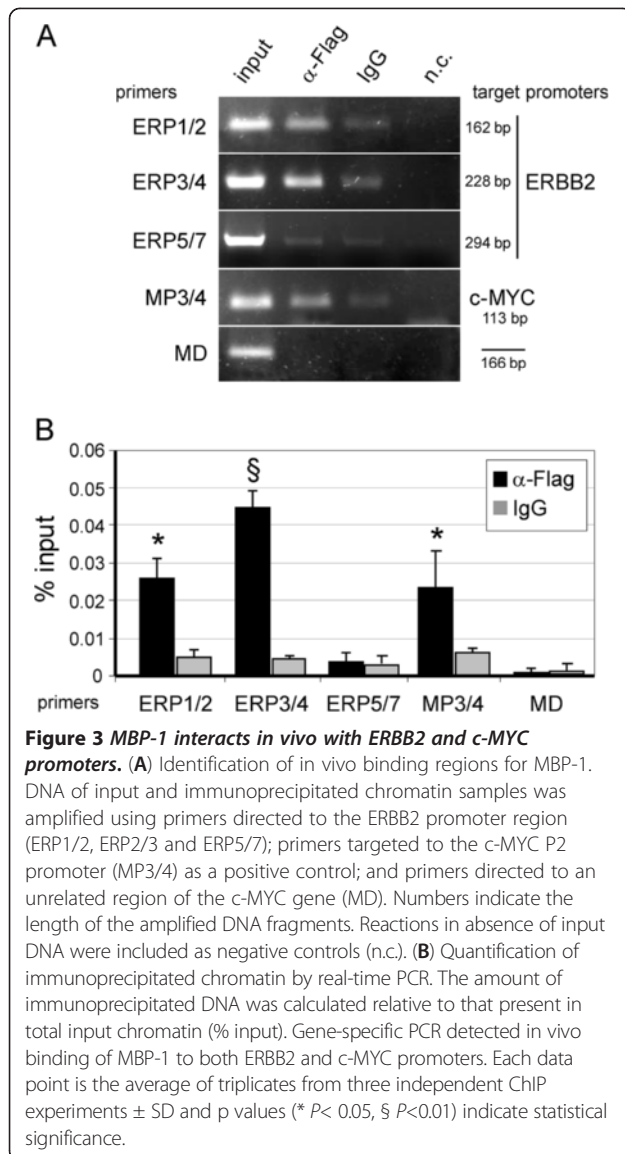 A
input α-Flag IgG n.c.
primers target promoters
ERP1/2 162 bp
ERP3/4 228 bp ERBB2
ERP5/7 294 bp
MP3/4 c-MYC
113 bp
MD 166 bp
B
0.06
0.05
0.04
0.03
0.02
0.01
0
% input
* § *
α-Flag
IgG
primers ERP1/2 ERP3/4 ERP5/7 MP3/4 MD
Figure 3 MBP-1 interacts in vivo with ERBB2 and c-MYC
promoters. (A) Identification of in vivo binding regions for MBP-1.
DNA of input and immunoprecipitated chromatin samples was
amplified using primers directed to the ERBB2 promoter region
(ERP1/2, ERP2/3 and ERP5/7); primers targeted to the c-MYC P2
promoter (MP3/4) as a positive control; and primers directed to an
unrelated region of the c-MYC gene (MD). Numbers indicate the
length of the amplified DNA fragments. Reactions in absence of input
DNA were included as negative controls (n.c.). (B) Quantification of
immunoprecipitated chromatin by real-time PCR. The amount of
immunoprecipitated DNA was calculated relative to that present in
total input chromatin (% input). Gene-specific PCR detected in vivo
binding of MBP-1 to both ERBB2 and c-MYC promoters. Each data
point is the average of triplicates from three independent ChIP
experiments ± SD and p values (* P< 0.05, § P<0.01) indicate statistical
significance.